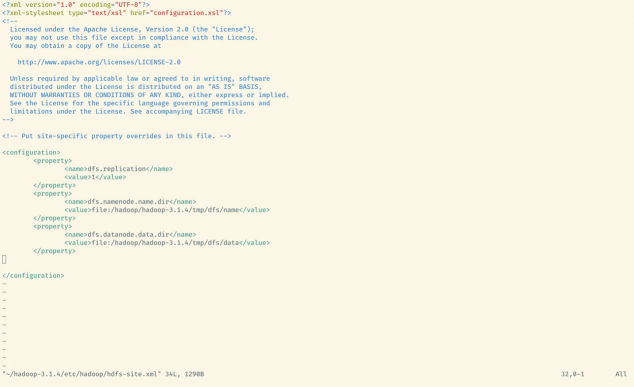 <?xml version="1.0" encoding="UTF-8"?>
<?xml-stylesheet type="text/xsl" href="configuration.xsl"?>
<!--
  Licensed under the Apache License, Version 2.0 (the "License");
  you may not use this file except in compliance with the License.
  You may obtain a copy of the License at

    http://www.apache.org/licenses/LICENSE-2.0

  Unless required by applicable law or agreed to in writing, software
  distributed under the License is distributed on an "AS IS" BASIS,
  WITHOUT WARRANTIES OR CONDITIONS OF ANY KIND, either express or implied.
  See the License for the specific language governing permissions and
  limitations under the License. See accompanying LICENSE file.
-->

<!-- Put site-specific property overrides in this file. -->

<configuration>
        <property>
                <name>dfs.replication</name>
                <value>1</value>
        </property>
        <property>
                <name>dfs.namenode.name.dir</name>
                <value>file:/hadoop/hadoop-3.1.4/tmp/dfs/name</value>
        </property>
        <property>
                <name>dfs.datanode.data.dir</name>
                <value>file:/hadoop/hadoop-3.1.4/tmp/dfs/data</value>
        </property>

</configuration>
~
~
~
~
~
~
~
~
~
~
~
"~/hadoop-3.1.4/etc/hadoop/hdfs-site.xml" 34L, 1290B 32,0-1 All